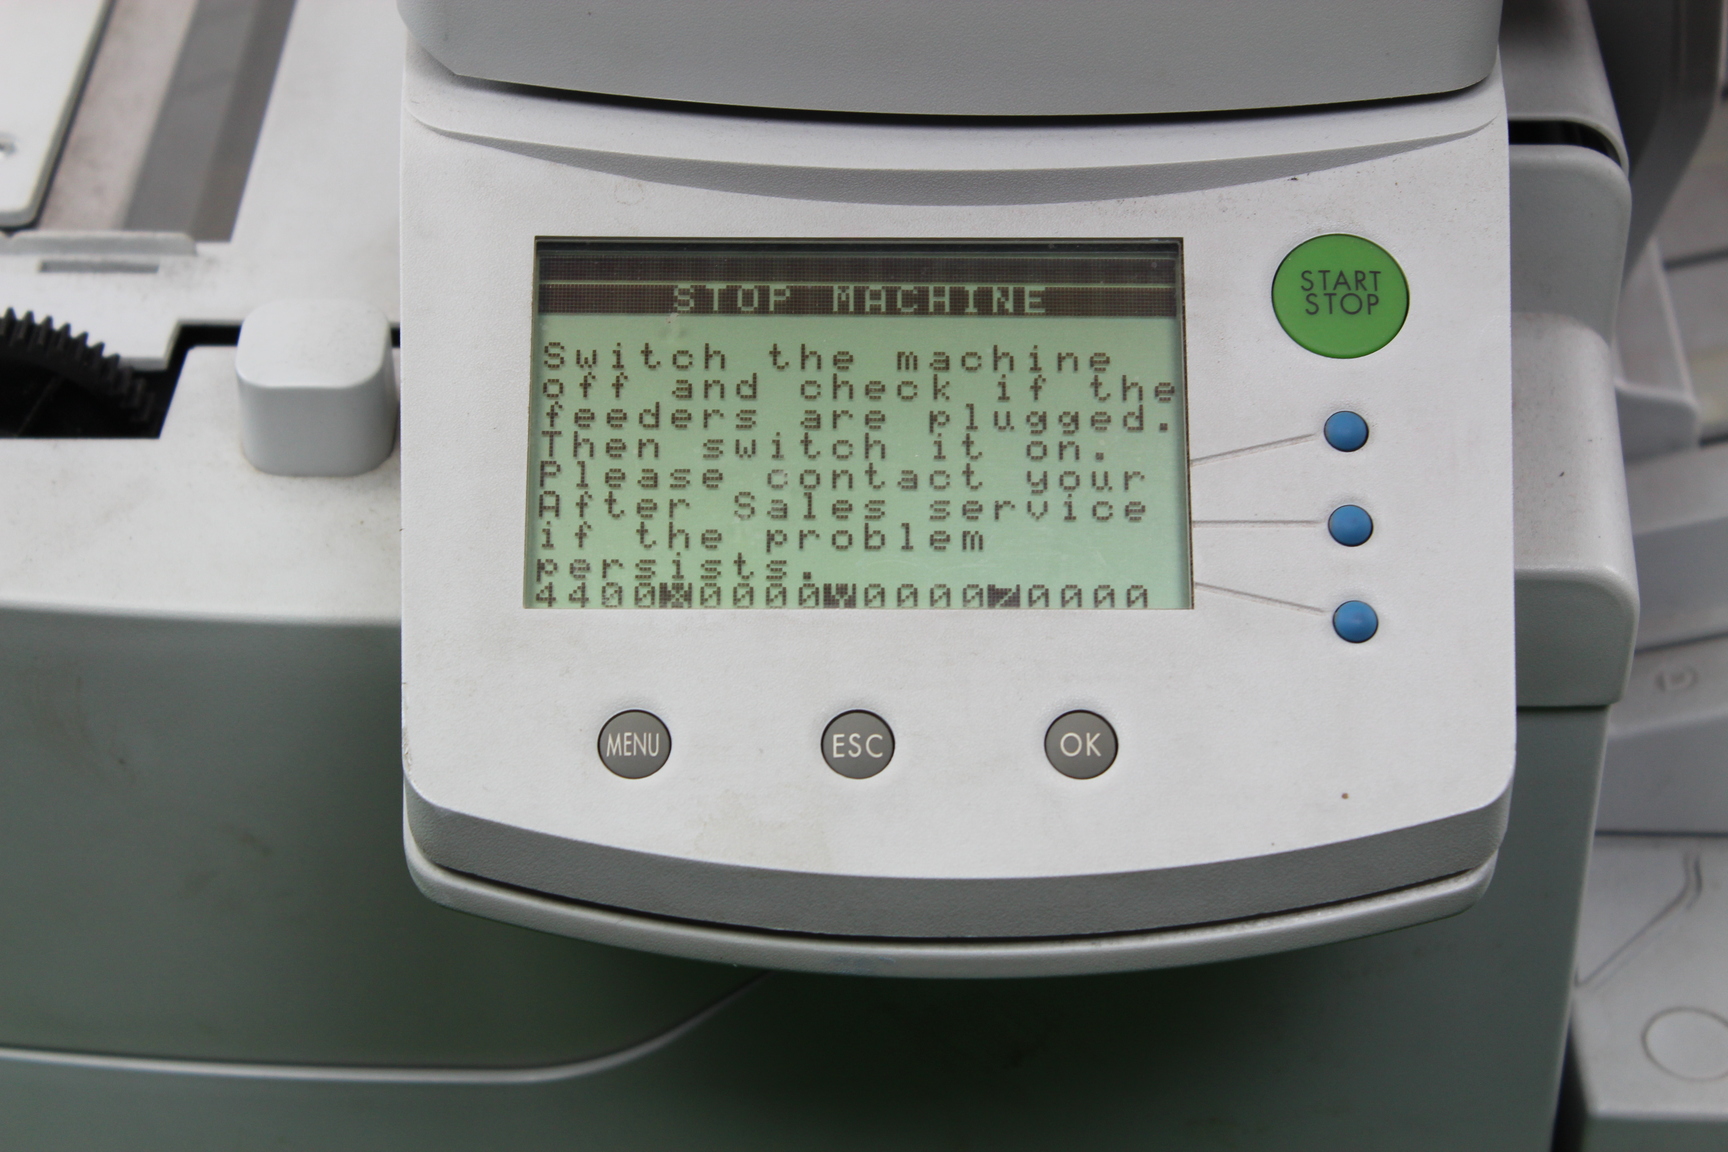 STOP MACHINE
Switch the machine
off and check if the
feeders are plugged.
Then switch it on.
Please contact your
After Sales service
if the problem
persists.
4400X0000Y0000Z0000
START
STOP
MENU
ESC
OK